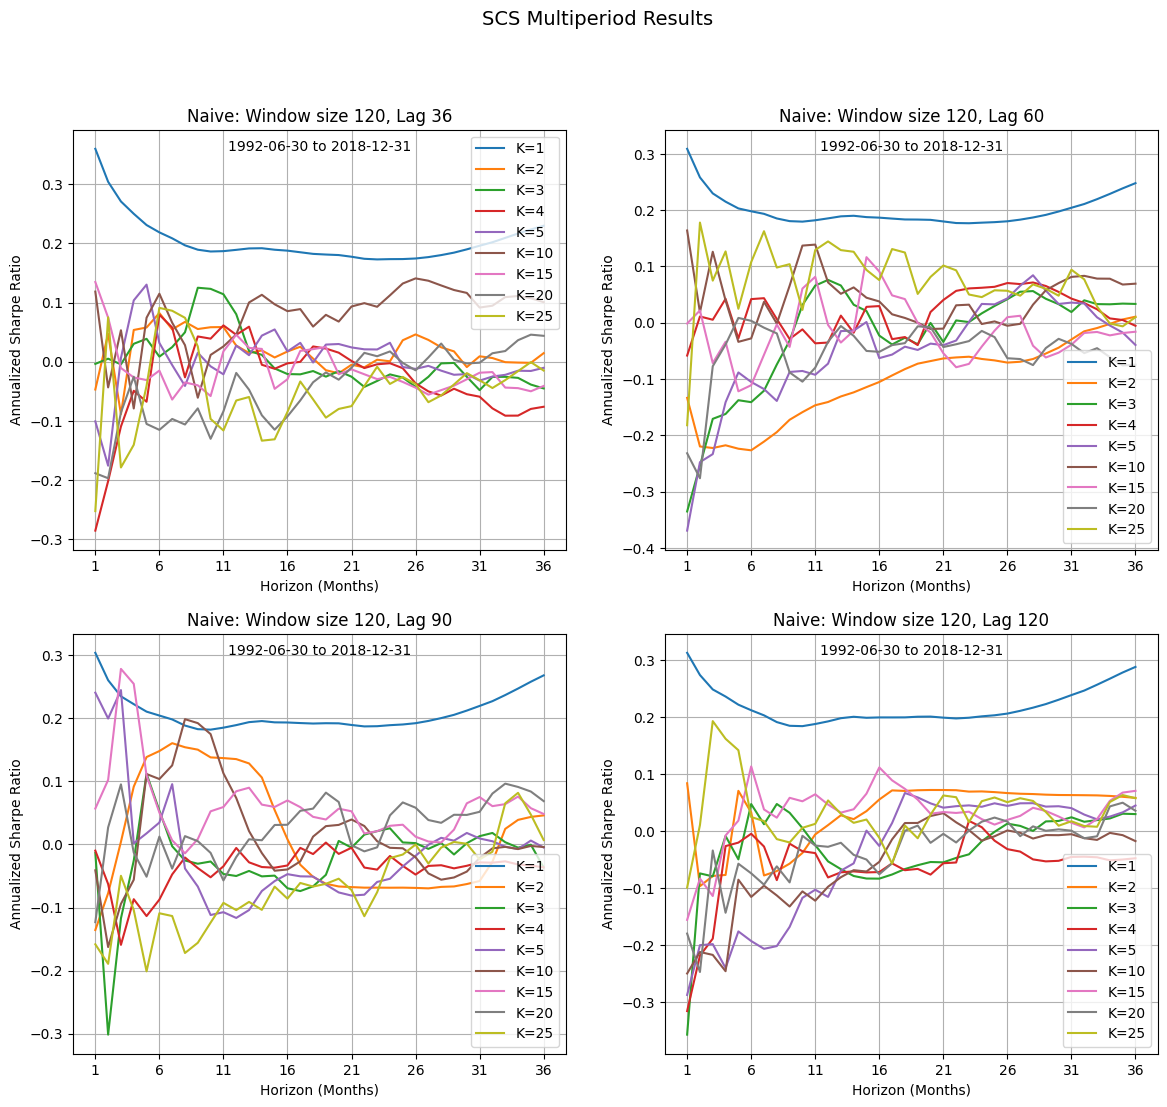 SCS Multiperiod Results
Naive: Window size 120, Lag 36
1992-06-30 to 2018-12-31
Annualized Sharpe Ratio
0.3
0.2
0.1
0.0
−0.1
−0.2
−0.3
K=1
K=2
K=3
K=4
K=5
K=10
K=15
K=20
K=25
1 6 11 16 21 26 31 36
Horizon (Months)
Naive: Window size 120, Lag 60
1992-06-30 to 2018-12-31
Annualized Sharpe Ratio
0.3
0.2
0.1
0.0
−0.1
−0.2
−0.3
−0.4
K=1
K=2
K=3
K=4
K=5
K=10
K=15
K=20
K=25
1 6 11 16 21 26 31 36
Horizon (Months)
Naive: Window size 120, Lag 90
1992-06-30 to 2018-12-31
Annualized Sharpe Ratio
0.3
0.2
0.1
0.0
−0.1
−0.2
−0.3
K=1
K=2
K=3
K=4
K=5
K=10
K=15
K=20
K=25
1 6 11 16 21 26 31 36
Horizon (Months)
Naive: Window size 120, Lag 120
1992-06-30 to 2018-12-31
Annualized Sharpe Ratio
0.3
0.2
0.1
0.0
−0.1
−0.2
−0.3
K=1
K=2
K=3
K=4
K=5
K=10
K=15
K=20
K=25
1 6 11 16 21 26 31 36
Horizon (Months)